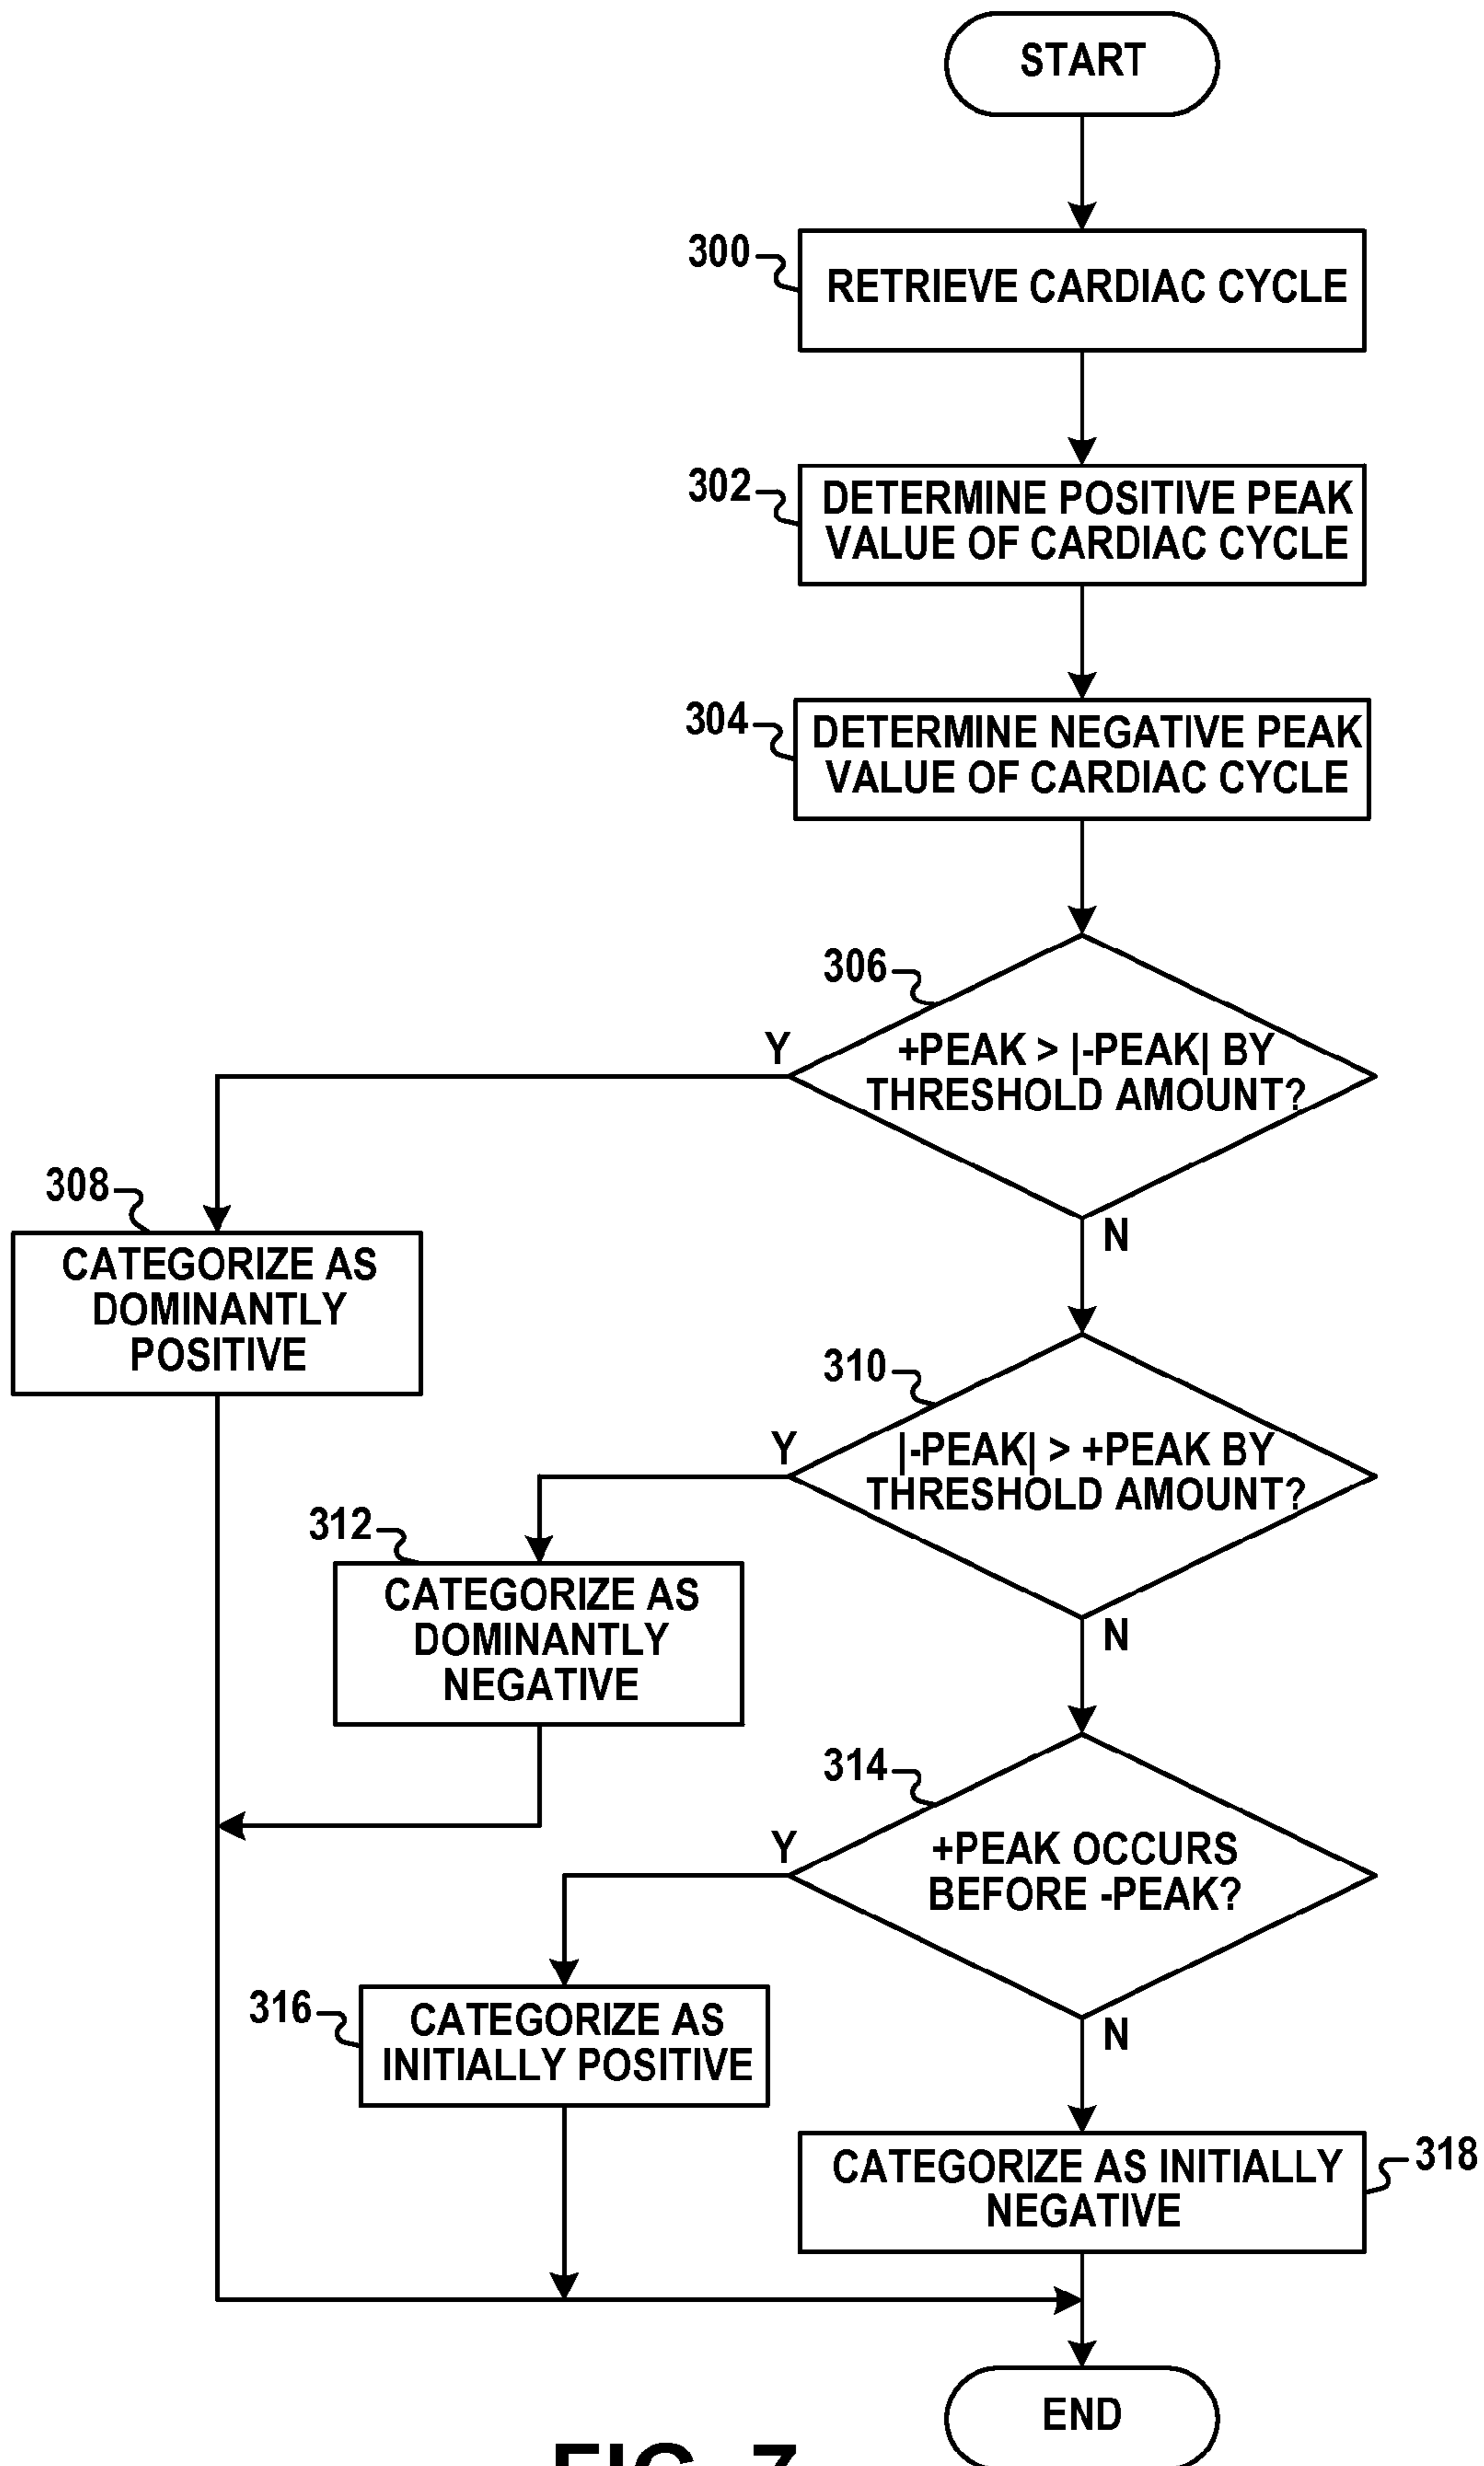 START
300
RETRIEVE CARDIAC CYCLE
302
DETERMINE POSITIVE PEAK
VALUE OF CARDIAC CYCLE
304
DETERMINE NEGATIVE PEAK
VALUE OF CARDIAC CYCLE
306
+PEAK > |-PEAK| BY
THRESHOLD AMOUNT?
Y
N
308
CATEGORIZE AS
DOMINANTLY
POSITIVE
310
|-PEAK| > +PEAK BY
THRESHOLD AMOUNT?
Y
N
312
CATEGORIZE AS
DOMINANTLY
NEGATIVE
314
+PEAK OCCURS
BEFORE -PEAK?
Y
N
316
CATEGORIZE AS
INITIALLY POSITIVE
318
CATEGORIZE AS INITIALLY
NEGATIVE
END
FIG. 7